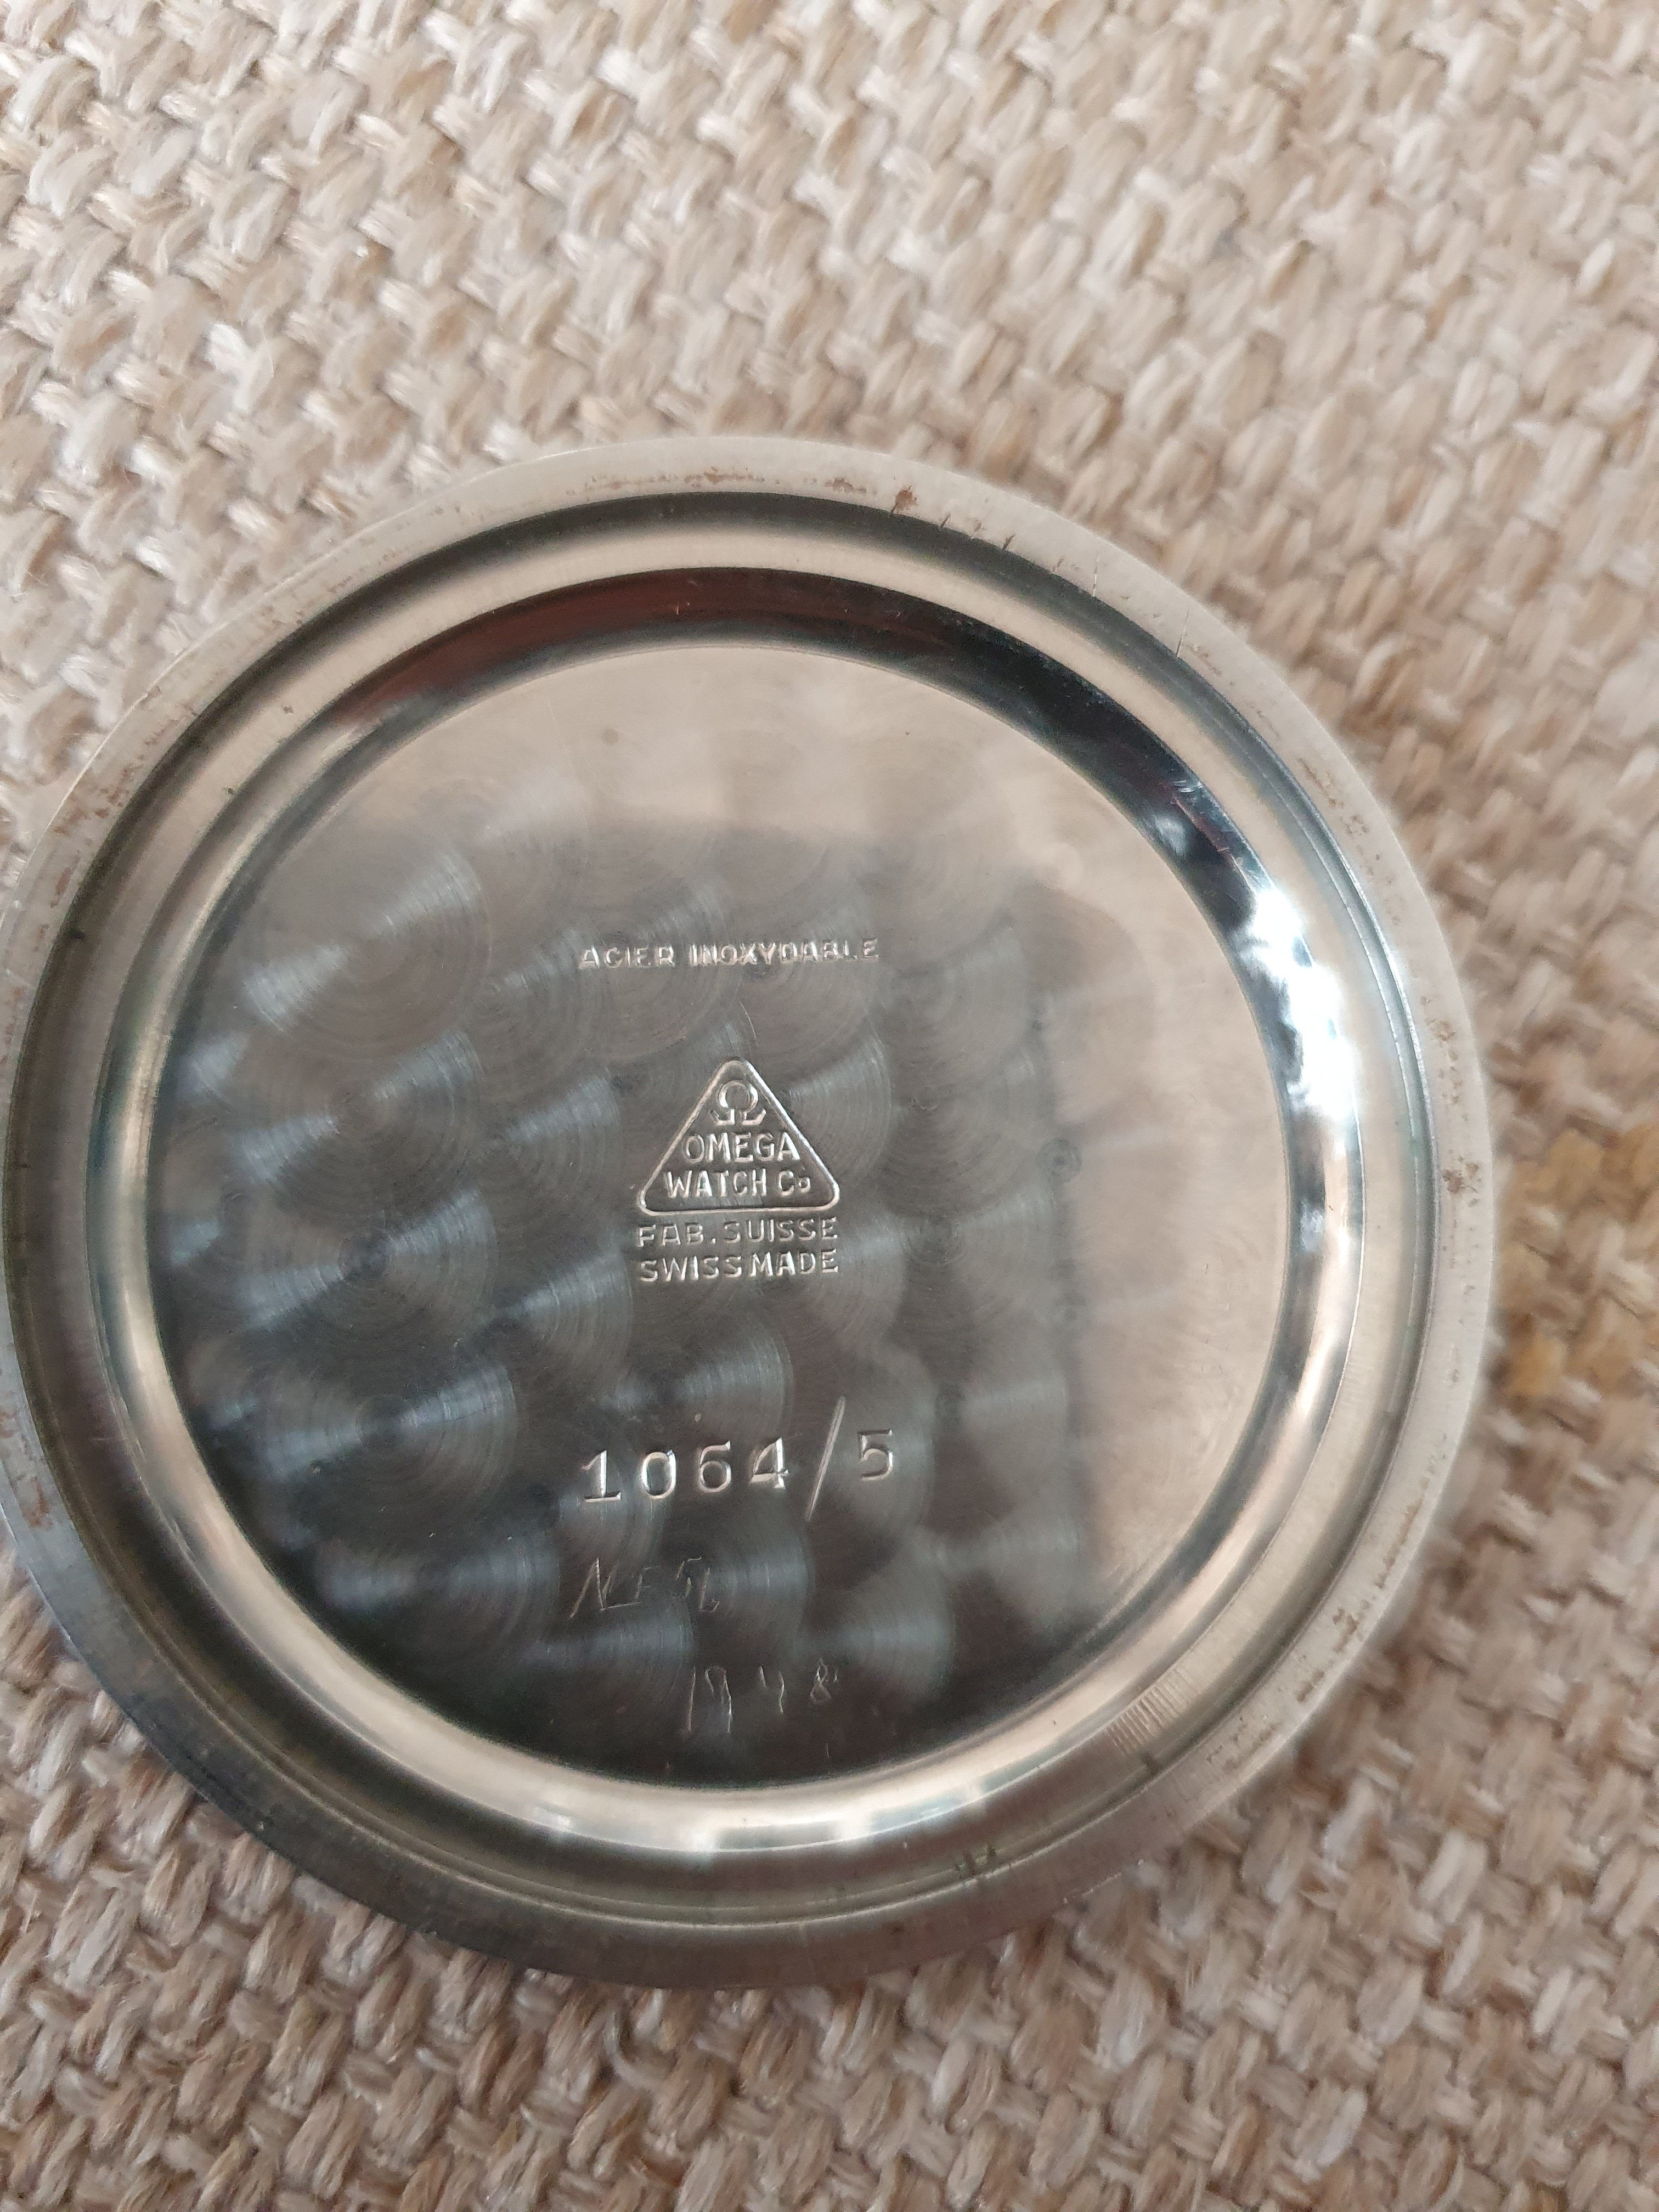 ACIER INOXYDABLE
Ω
OMEGA
WATCH Co
FAB. SUISSE
SWISS MADE
1064/5
1948